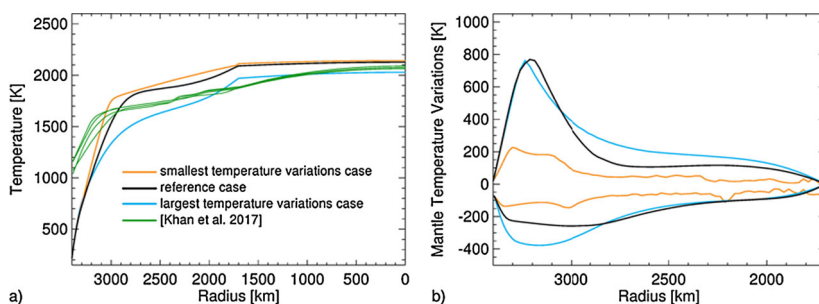 2500
2000
1500
1000
500
Temperature [K]
smallest temperature variations case
reference case
largest temperature variations case
[Khan et al. 2017]
3000 2500 2000 1500 1000 500 0
Radius [km]
a)
1000
800
600
400
200
0
-200
-400
Mantle Temperature Variations [K]
3000 2500 2000
Radius [km]
b)